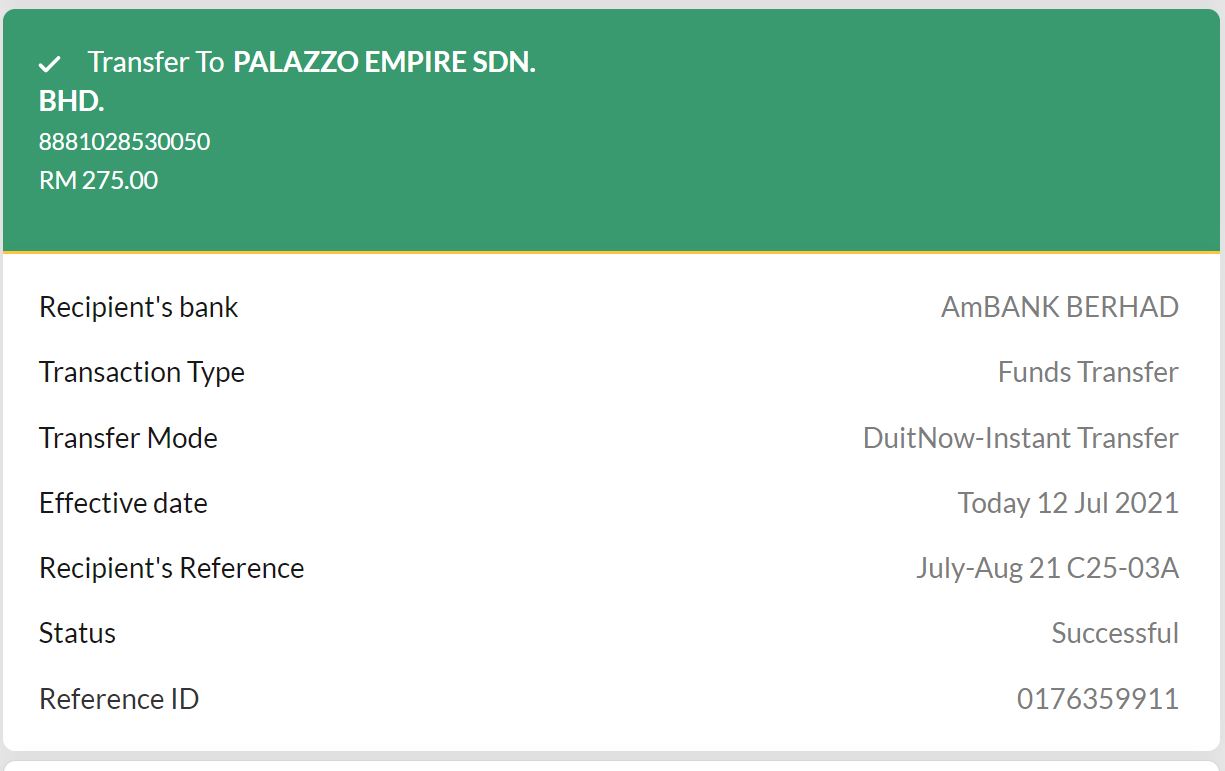 Transfer To PALAZZO EMPIRE SDN.
BHD.
8881028530050
RM 275.00
Recipient's bank AmBANK BERHAD
Transaction Type Funds Transfer
Transfer Mode DuitNow-Instant Transfer
Effective date Today 12 Jul 2021
Recipient's Reference July-Aug 21 C25-03A
Status Successful
Reference ID 0176359911